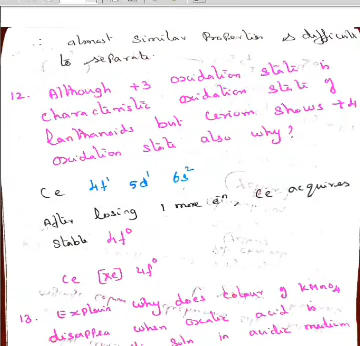 ∴ almost similar Properties & difficult
to separate.
12. Although +3 oxidation state is
characteristic oxidation state of
lanthanoids but cerium shows +4
oxidation state also why?
Ce 4f¹ 5d¹ 6s²
After losing 1 more e⁻, Ce acquires
stable 4f⁰
Ce [xe] 4f⁰
13. Explain why does colour of KMnO4
disappea when oxalic acid is
soln in acidic medium